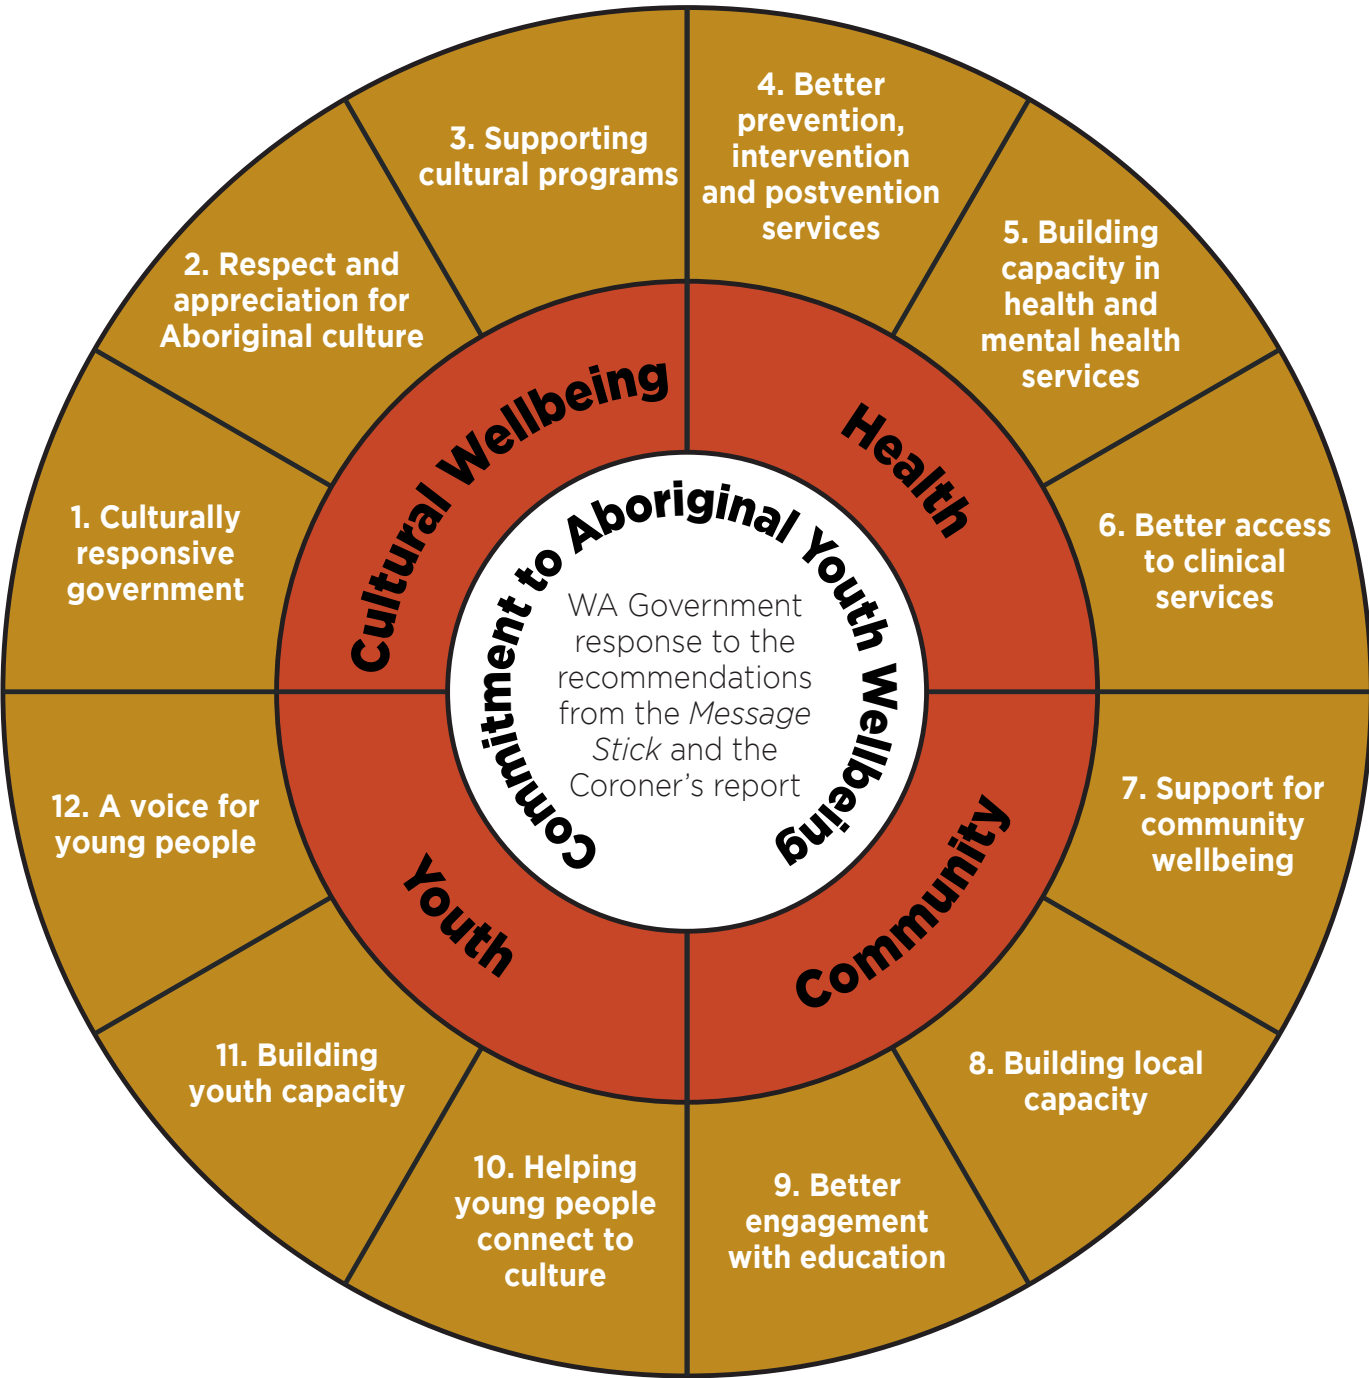 Commitment to Aboriginal Youth Wellbeing
WA Government
response to the
recommendations
from the Message
Stick and the
Coroner’s report
Cultural Wellbeing
1. Culturally
responsive
government
2. Respect and
appreciation for
Aboriginal culture
3. Supporting
cultural programs
Health
4. Better
prevention,
intervention
and postvention
services
5. Building
capacity in
health and
mental health
services
6. Better access
to clinical
services
Community
7. Support for
community
wellbeing
8. Building local
capacity
9. Better
engagement
with education
Youth
10. Helping
young people
connect to
culture
11. Building
youth capacity
12. A voice for
young people